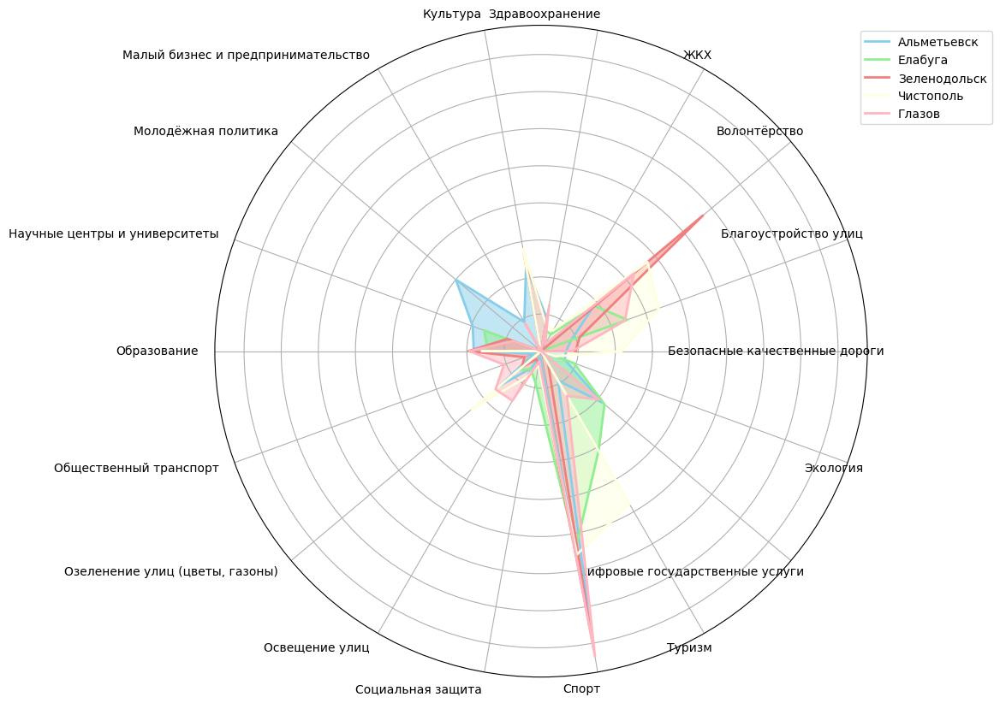 Культура Здравоохранение
Малый бизнес и предпринимательство
ЖКХ
Альметьевск
Елабуга
Зеленодольск
Чистополь
Глазов
Молодёжная политика
Волонтёрство
Научные центры и университеты
Благоустройство улиц
Образование
Безопасные качественные дороги
Общественный транспорт
Экология
Озеленение улиц (цветы, газоны)
ифровые государственные услуги
Освещение улиц
Туризм
Социальная защита
Спорт